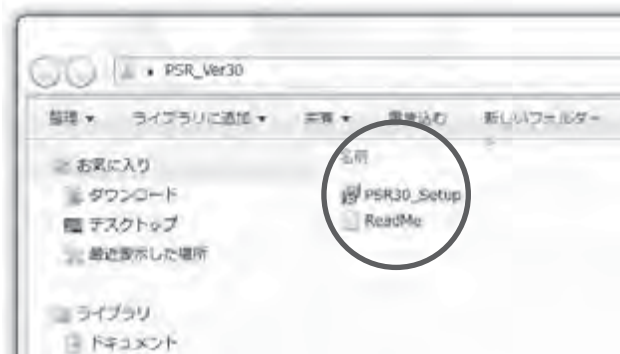 PSR_Ver30
整理 ライブラリに追加 共有 書き込む 新しいフォルダー
名前
お気に入り
ダウンロード
デスクトップ
最近表示した場所
PSR30_Setup
ReadMe
ライブラリ
ドキュメント